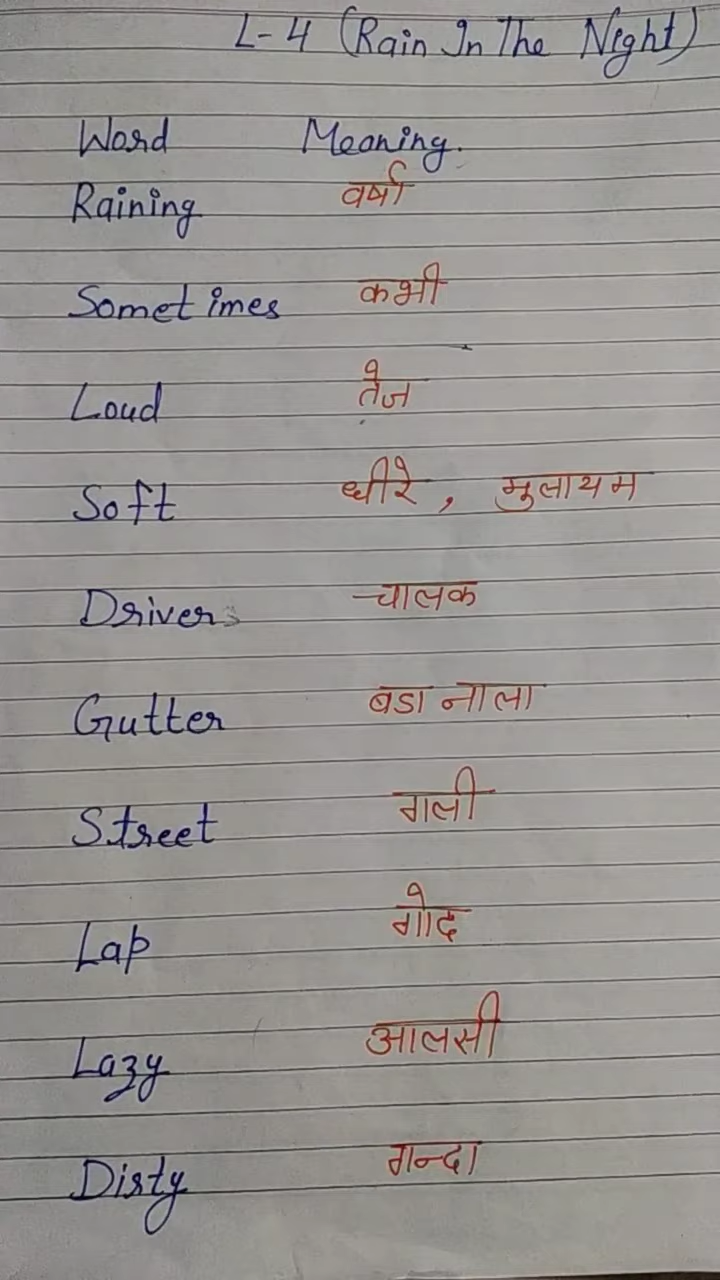 L-4 (Rain In The Night)
Word Meaning.
Raining वर्षा
Sometimes कभी
Loud तेज
Soft धीरे, मुलायम
Driver चालक
Gutter बडा नाला
Street गली
Lap गोद
Lazy आलसी
Dirty गन्दा